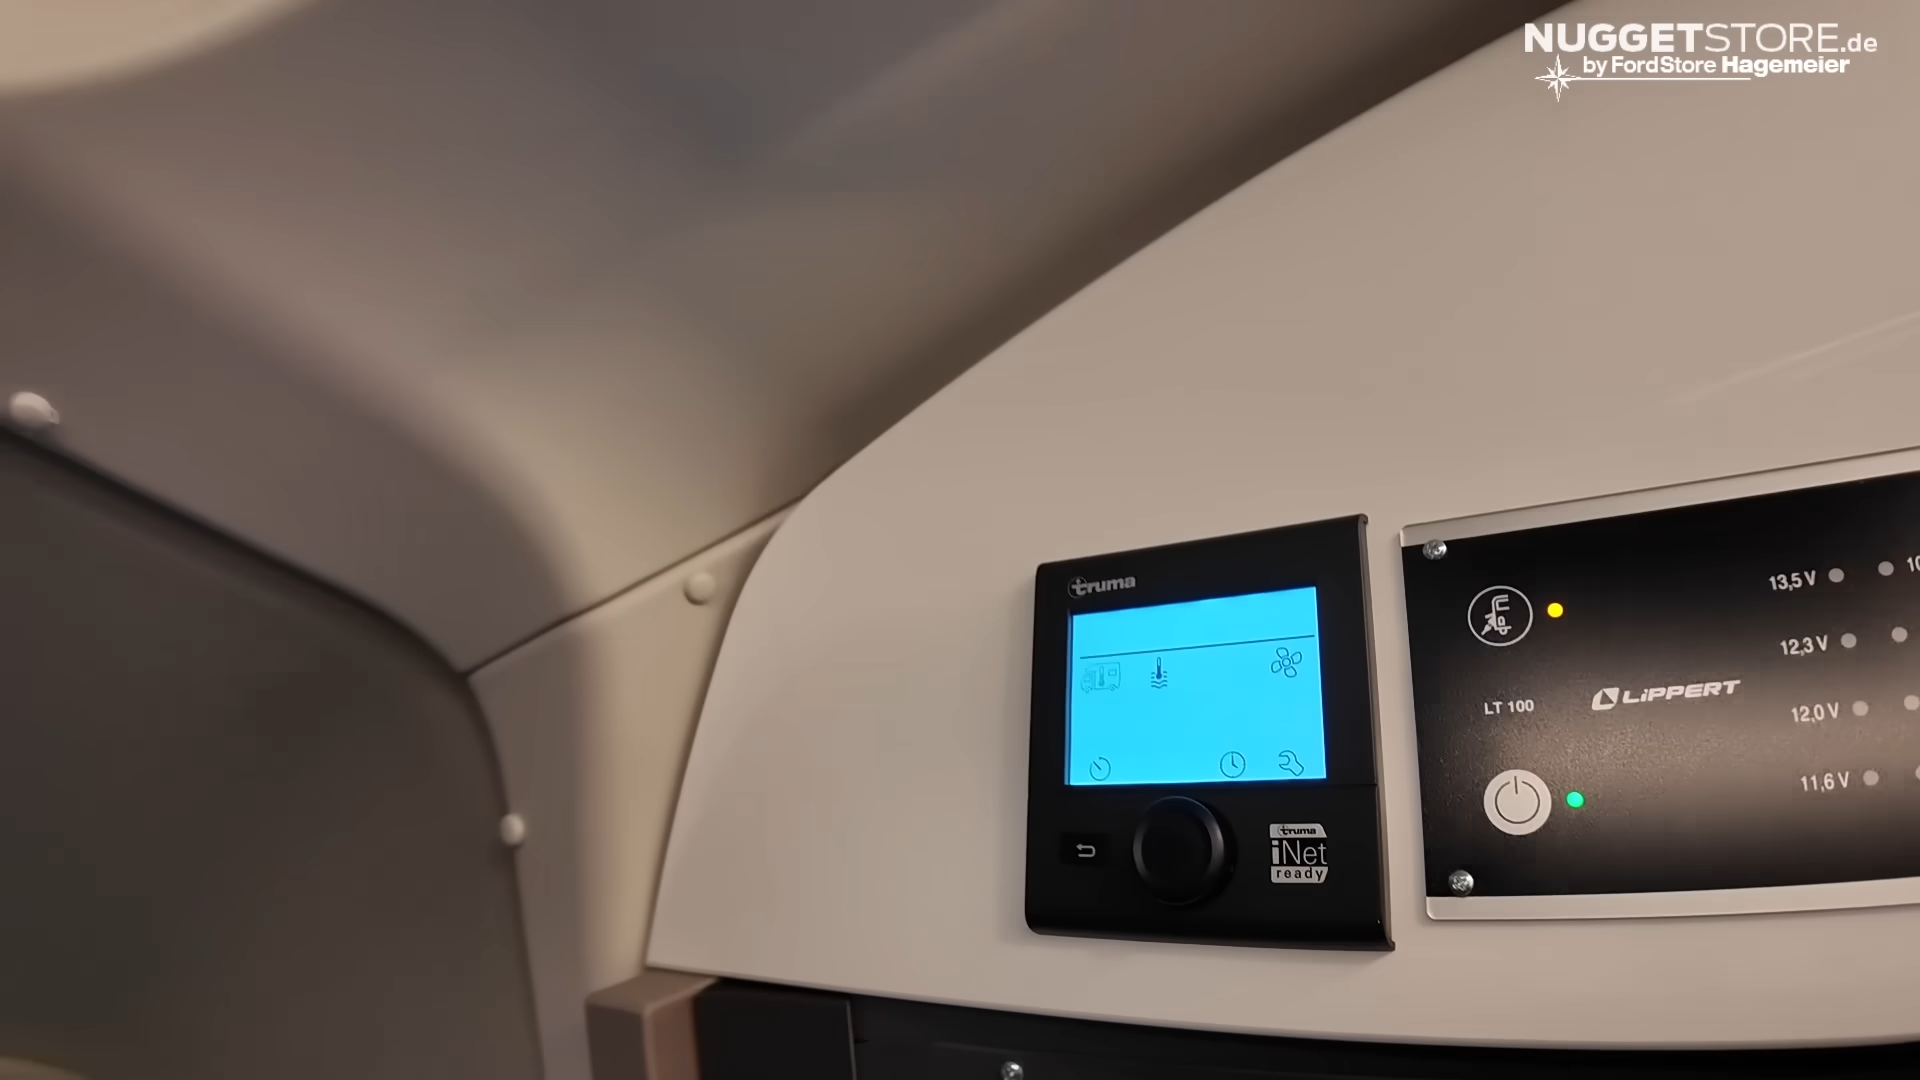 NUGGETSTORE.de
by FordStore Hagemeier
truma
truma
iNet
ready
13,5 V
12,3 V
LT 100
LiPPERT
12,0 V
11,6 V